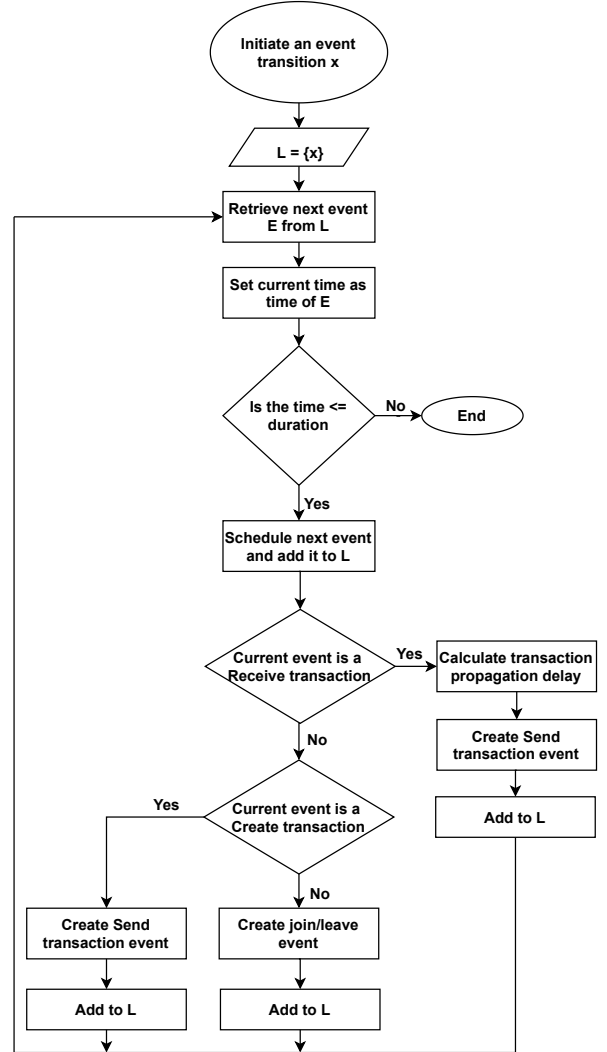 Initiate an event
transition x
L = {x}
Retrieve next event
E from L
Set current time as
time of E
Is the time <=
duration
No
End
Yes
Schedule next event
and add it to L
Current event is a
Receive transaction
Yes
Calculate transaction
propagation delay
Create Send
transaction event
Add to L
No
Current event is a
Create transaction
Yes
No
Create Send
transaction event
Add to L
Create join/leave
event
Add to L